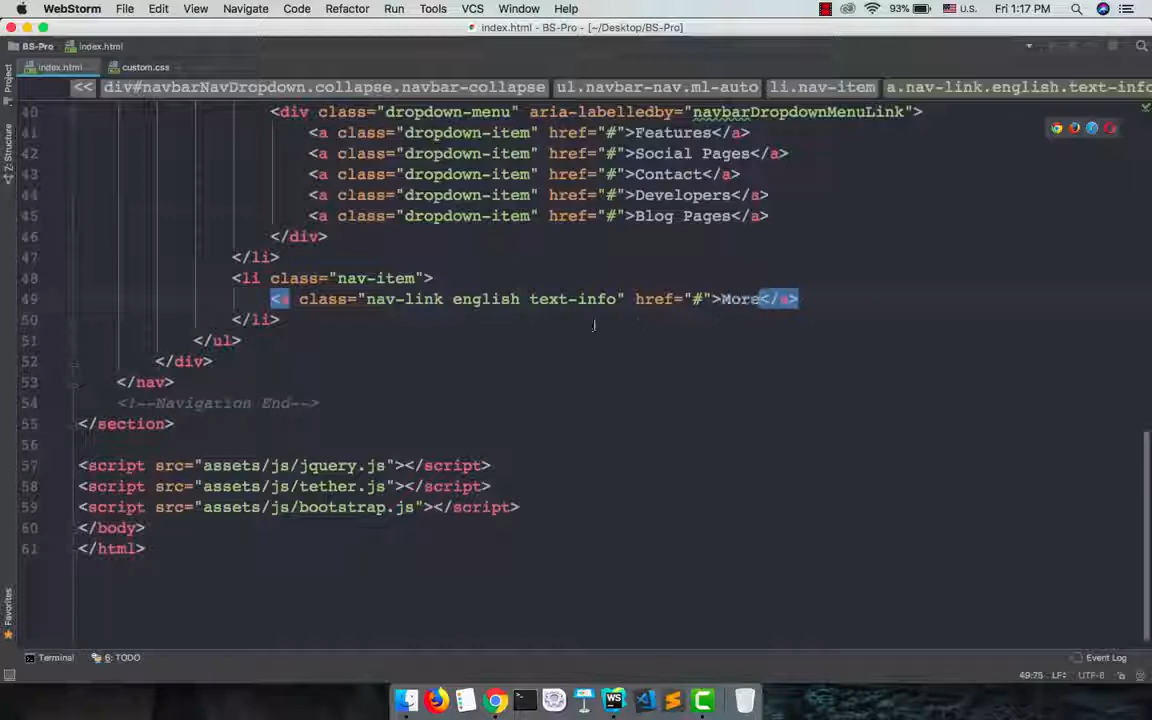 WebStorm File Edit View Navigate Code Refactor Run Tools VCS Window Help 93% U.S. Fri 1:17 PM
index.html - BS-Pro - [~/Desktop/BS-Pro]
BS-Pro index.html
index.html custom.css
<< div#navbarNavDropdown.collapse.navbar-collapse ul.navbar-nav.ml-auto li.nav-item a.nav-link.english.text-info
Project
Z: Structure
Favorites
40 <div class="dropdown-menu" aria-labelledby="navbarDropdownMenuLink">
41 <a class="dropdown-item" href="#">Features</a>
42 <a class="dropdown-item" href="#">Social Pages</a>
43 <a class="dropdown-item" href="#">Contact</a>
44 <a class="dropdown-item" href="#">Developers</a>
45 <a class="dropdown-item" href="#">Blog Pages</a>
46 </div>
47 </li>
48 <li class="nav-item">
49 <a class="nav-link english text-info" href="#">More</a>
50 </li>
51 </ul>
52 </div>
53 </nav>
54 <!--Navigation End-->
55 </section>
56
57 <script src="assets/js/jquery.js"></script>
58 <script src="assets/js/tether.js"></script>
59 <script src="assets/js/bootstrap.js"></script>
60 </body>
61 </html>
Terminal 6: TODO Event Log
49:75 LF÷ UTF-8
WS